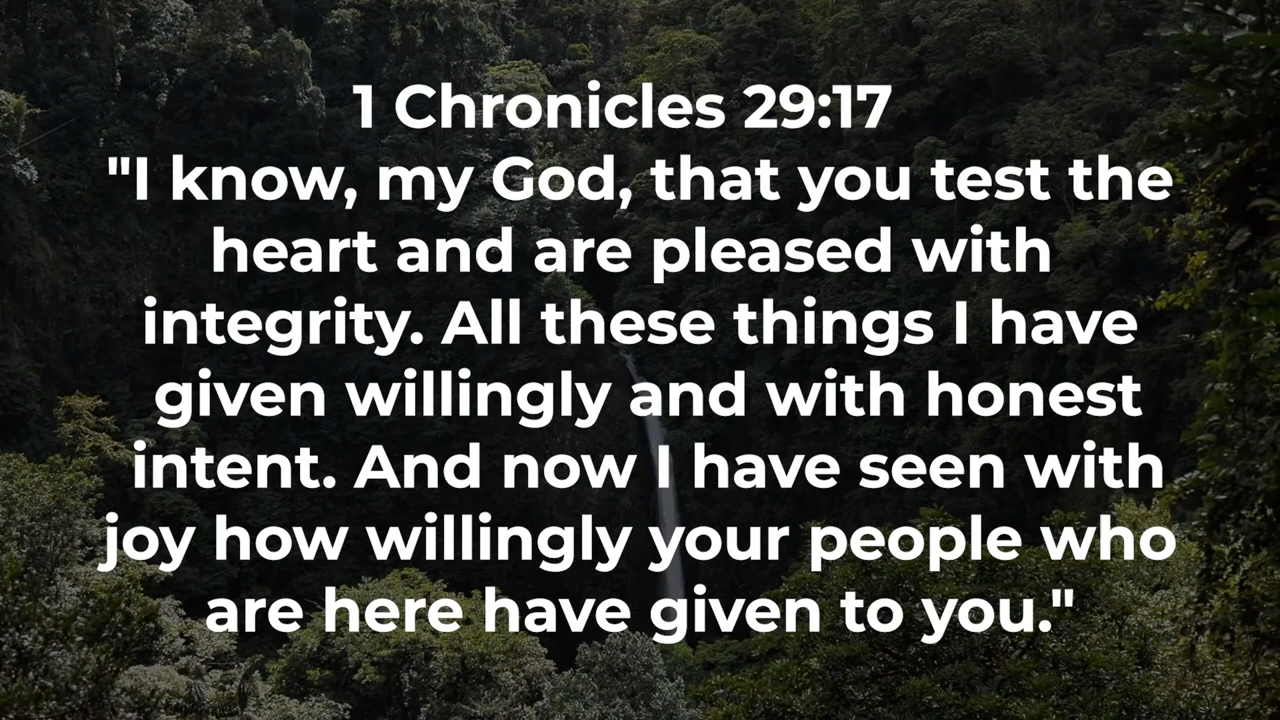 1 Chronicles 29:17
"I know, my God, that you test the
heart and are pleased with
integrity. All these things I have
given willingly and with honest
intent. And now I have seen with
joy how willingly your people who
are here have given to you."